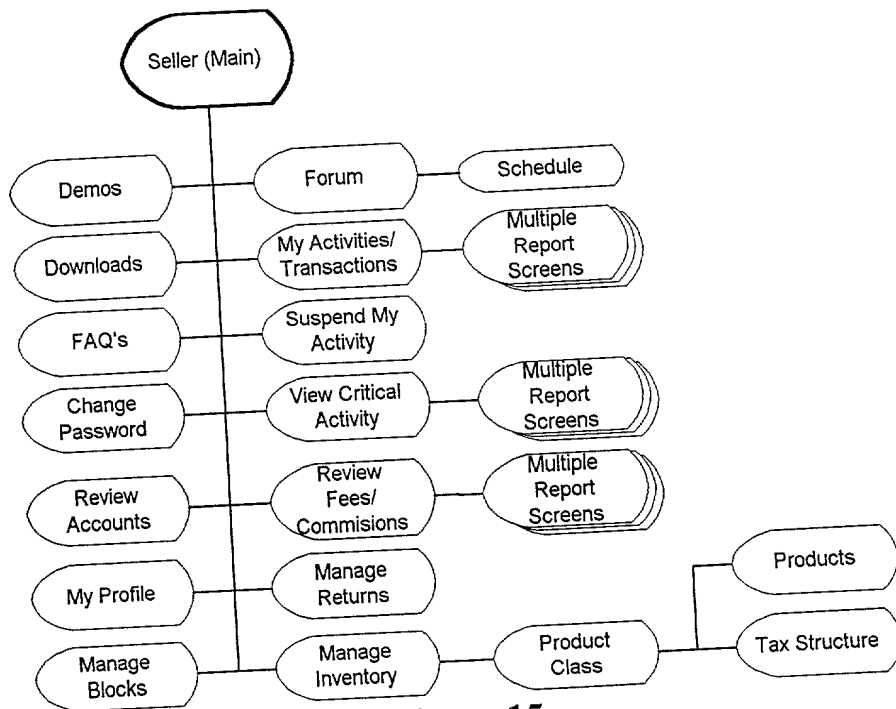 Seller (Main)
Demos
Forum
Schedule
Downloads
My Activities/
Transactions
Multiple
Report
Screens
FAQ's
Suspend My
Activity
Change
Password
View Critical
Activity
Multiple
Report
Screens
Review
Accounts
Review
Fees/
Commisions
Multiple
Report
Screens
My Profile
Manage
Returns
Products
Manage
Blocks
Manage
Inventory
Product
Class
Tax Structure
15